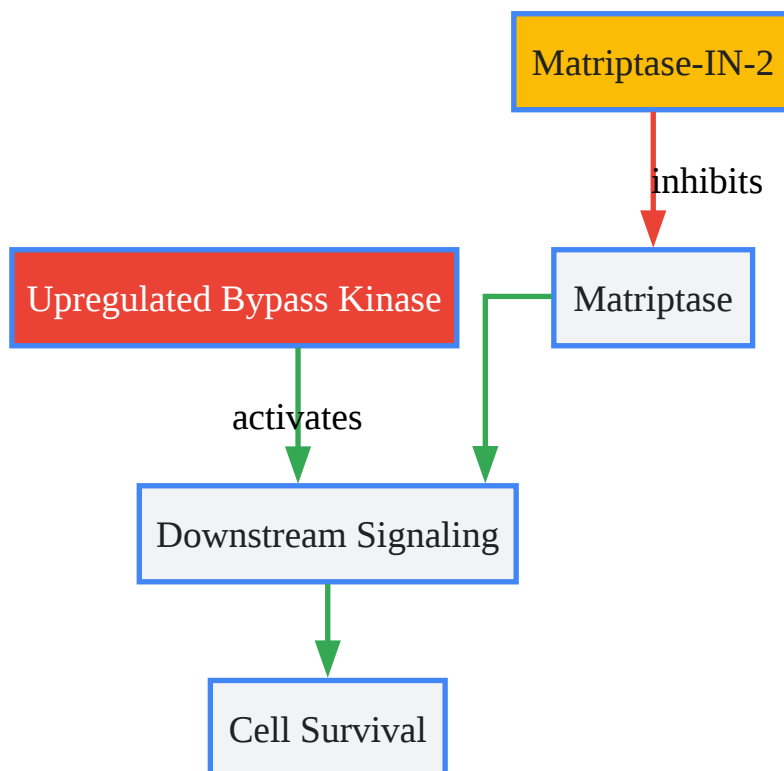 Matriptase-IN-2
inhibits
Upregulated Bypass Kinase
Matriptase
activates
Downstream Signaling
Cell Survival